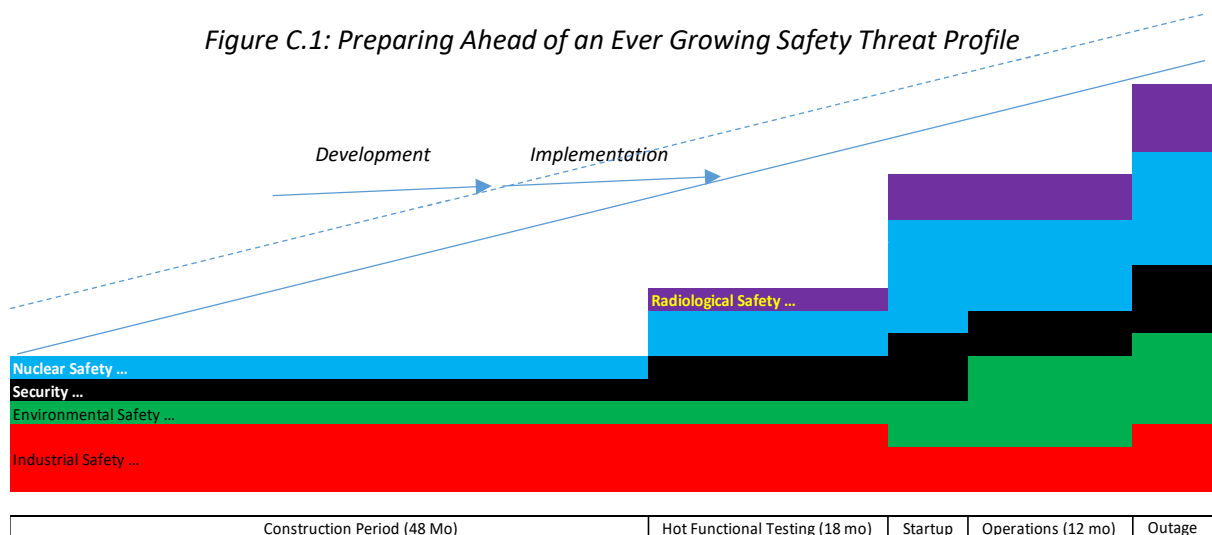 Figure C.1: Preparing Ahead of an Ever Growing Safety Threat Profile
Development
Implementation
Radiological Safety …
Nuclear Safety …
Security …
Environmental Safety …
Industrial Safety …
Construction Period (48 Mo)
Hot Functional Testing (18 mo)
Startup
Operations (12 mo)
Outage